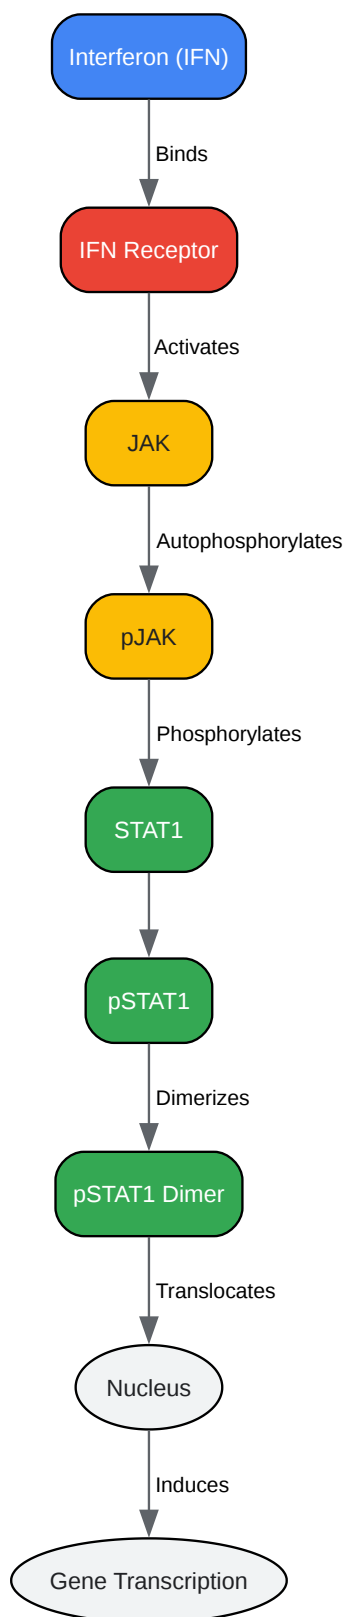 Interferon (IFN)
Binds
IFN Receptor
Activates
JAK
Autophosphorylates
pJAK
Phosphorylates
STAT1
pSTAT1
Dimerizes
pSTAT1 Dimer
Translocates
Nucleus
Induces
Gene Transcription